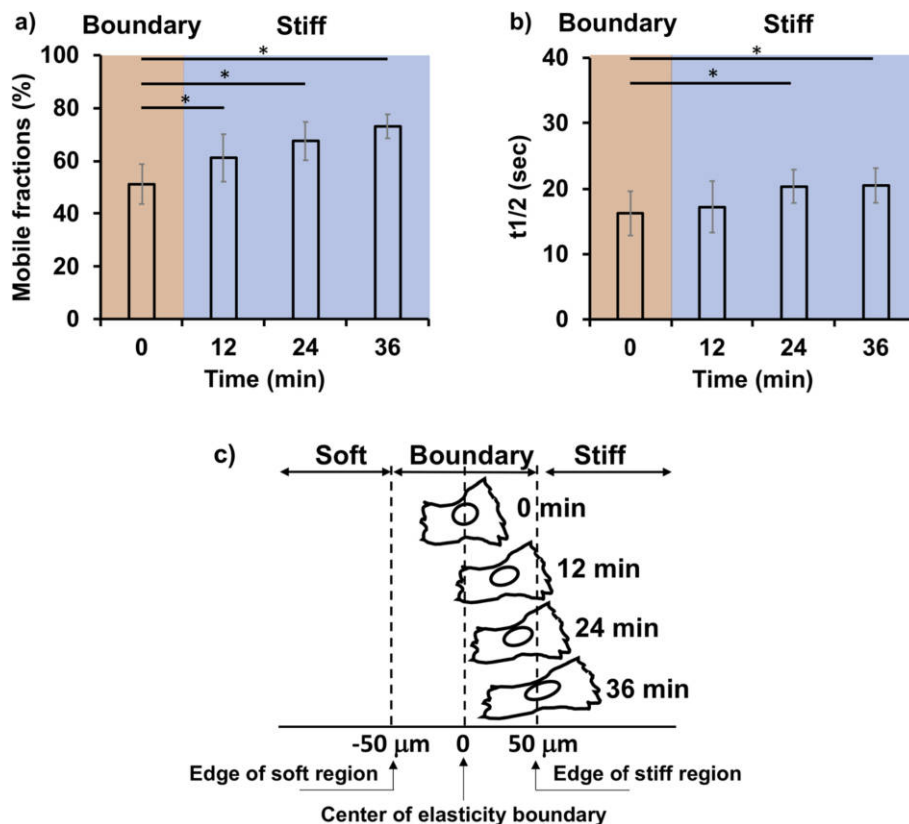 a)
Boundary Stiff
Mobile fractions (%)
100
80
60
40
20
0
* * *
0 12 24 36
Time (min)
b)
Boundary Stiff
t1/2 (sec)
40
30
20
10
0
* *
0 12 24 36
Time (min)
c)
Soft Boundary Stiff
0 min
12 min
24 min
36 min
-50 μm 0 50 μm
Edge of soft region Edge of stiff region
Center of elasticity boundary